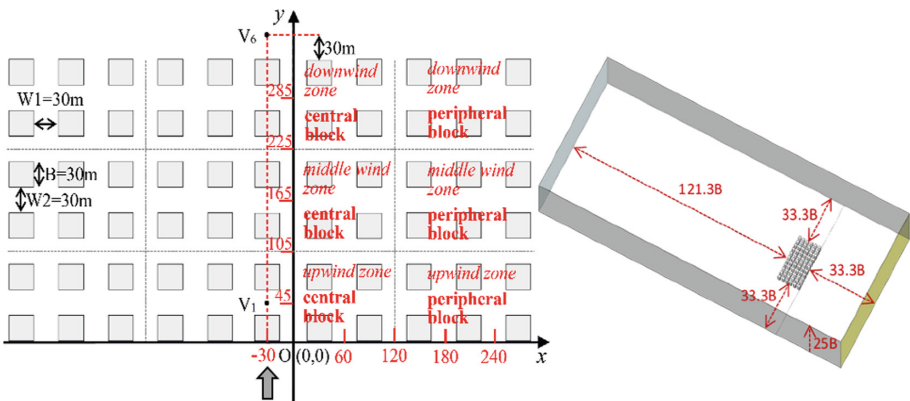 y
V6
30m
downwind
zone
downwind
zone
285
W1=30m
central
block
peripheral
block
225
B=30m
middle wind
zone
middle wind
zone
165
W2=30m
central
block
peripheral
block
105
upwind zone
upwind zone
45
V1
central
block
peripheral
block
-30
O (0,0)
60
120
180
240
x
121.3B
33.3B
33.3B
33.3B
25B